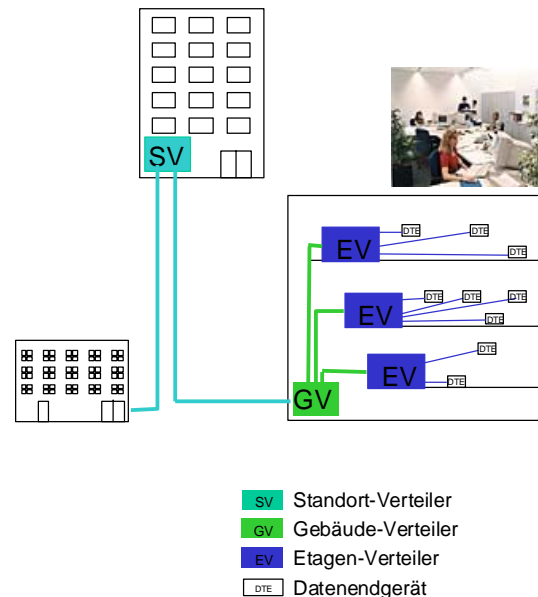 SV
EV
DTE
DTE
DTE
EV
DTE
DTE
DTE
DTE
EV
DTE
DTE
GV
SV Standort-Verteiler
GV Gebäude-Verteiler
EV Etagen-Verteiler
DTE Datenendgerät